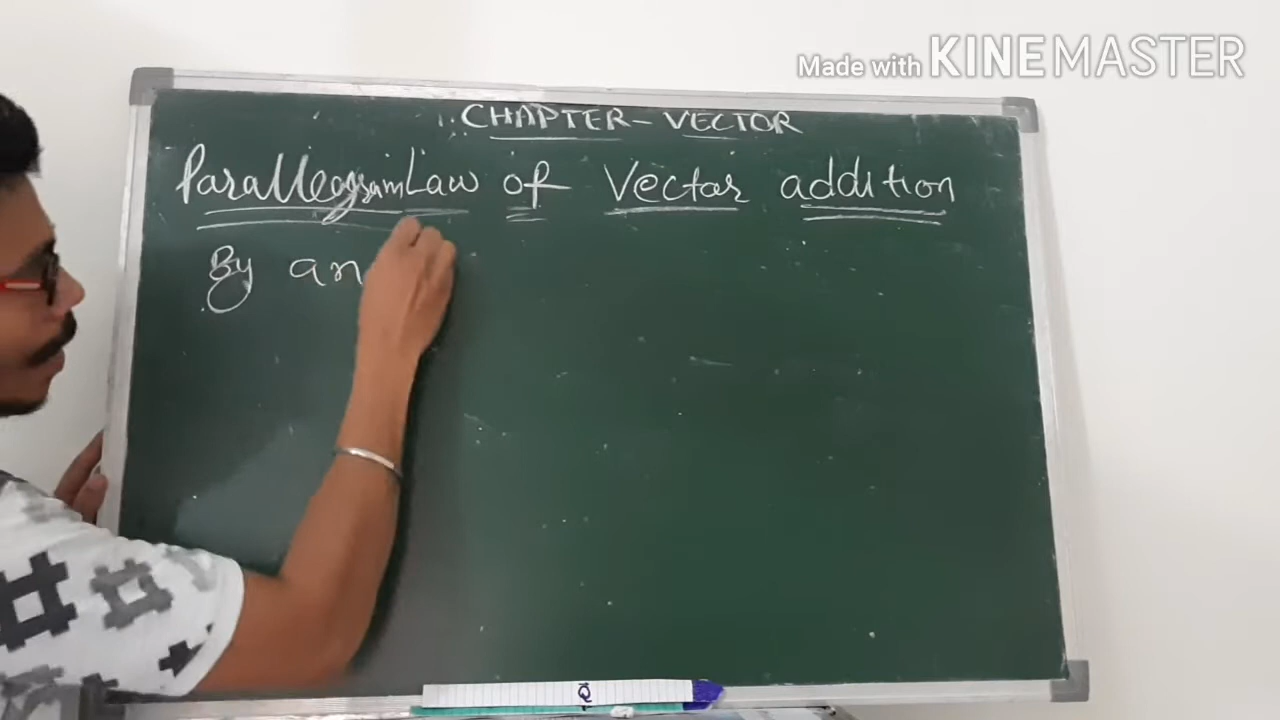 Made with KINEMASTER
CHAPTER - VECTOR
Parallelogram Law of Vector addition
By an